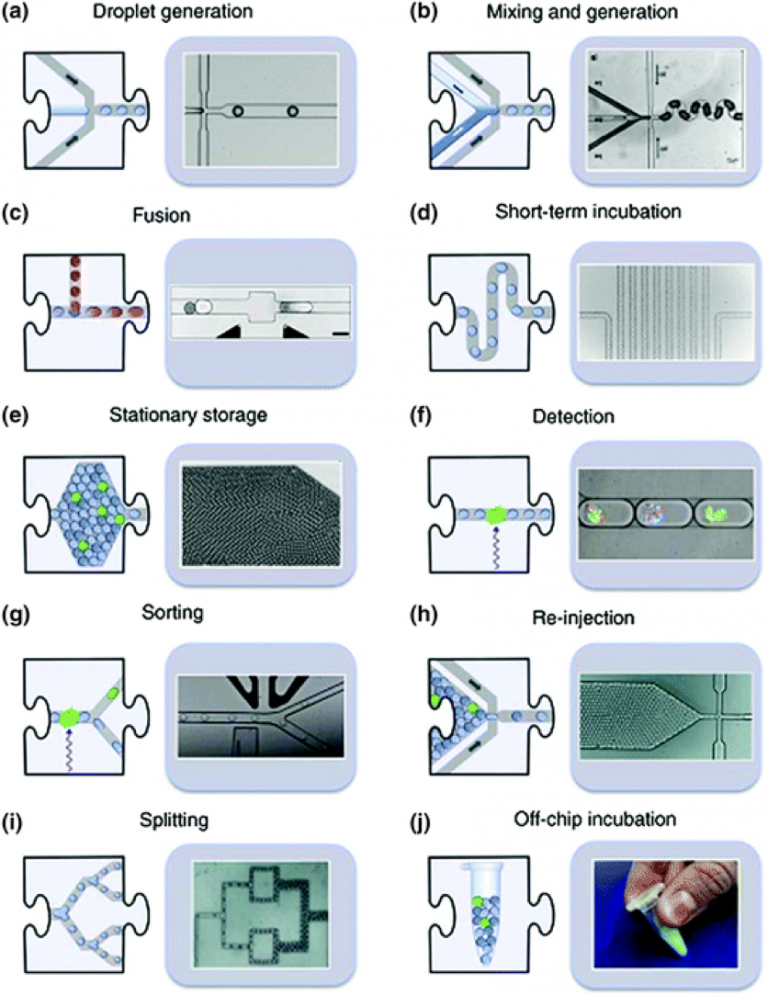 (a) Droplet generation
(b) Mixing and generation
(c) Fusion
(d) Short-term incubation
(e) Stationary storage
(f) Detection
(g) Sorting
(h) Re-injection
(i) Splitting
(j) Off-chip incubation